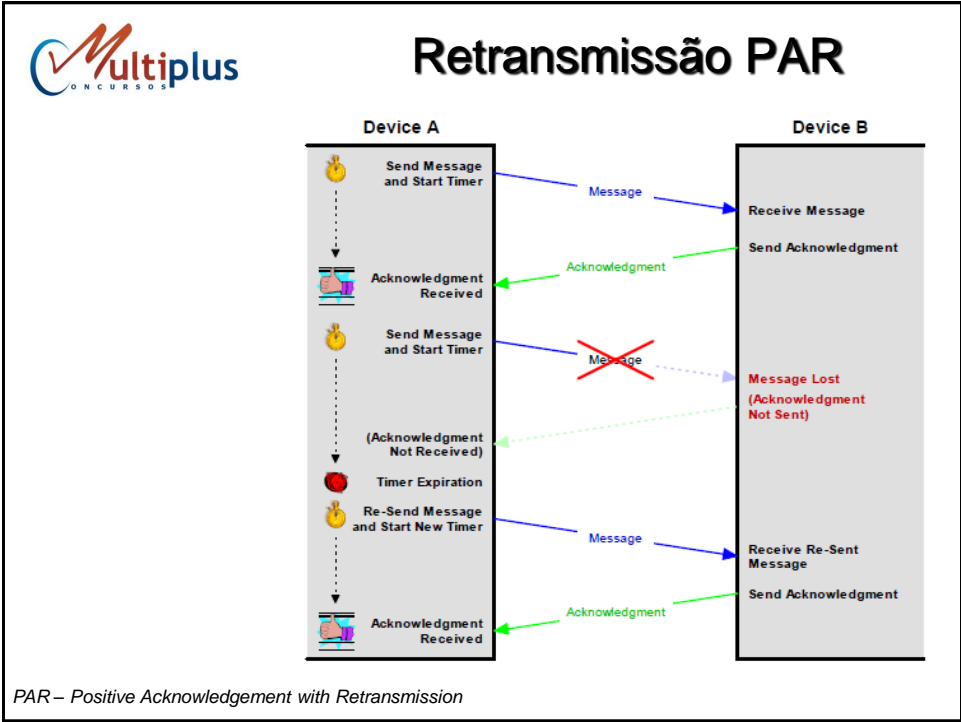 Multiplus
CONCURSOS
Retransmissão PAR
Device A
Device B
Send Message
and Start Timer
Message
Receive Message
Send Acknowledgment
Acknowledgment
Acknowledgment
Received
Send Message
and Start Timer
Message
Message Lost
(Acknowledgment
Not Sent)
(Acknowledgment
Not Received)
Timer Expiration
Re-Send Message
and Start New Timer
Message
Receive Re-Sent
Message
Send Acknowledgment
Acknowledgment
Acknowledgment
Received
PAR – Positive Acknowledgement with Retransmission